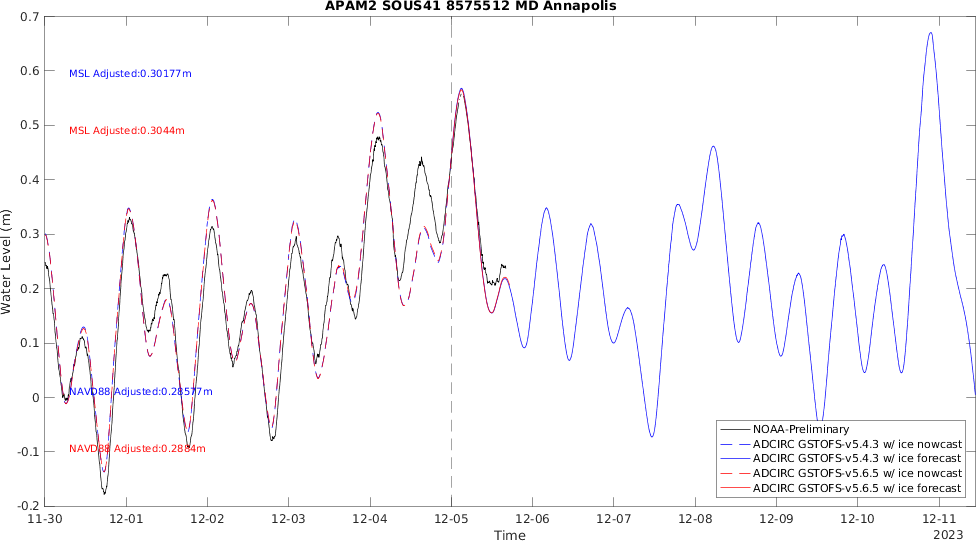 APAM2 SOUS41 8575512 MD Annapolis
0.7
0.6
0.5
0.4
0.3
0.2
0.1
0
-0.1
-0.2
Water Level (m)
MSL Adjusted:0.30177m
MSL Adjusted:0.3044m
NAVD88 Adjusted:0.28577m
NAVD88 Adjusted:0.2884m
NOAA-Preliminary
ADCIRC GSTOFS-v5.4.3 w/ ice nowcast
ADCIRC GSTOFS-v5.4.3 w/ ice forecast
ADCIRC GSTOFS-v5.6.5 w/ ice nowcast
ADCIRC GSTOFS-v5.6.5 w/ ice forecast
11-30 12-01 12-02 12-03 12-04 12-05 12-06 12-07 12-08 12-09 12-10 12-11
Time
2023